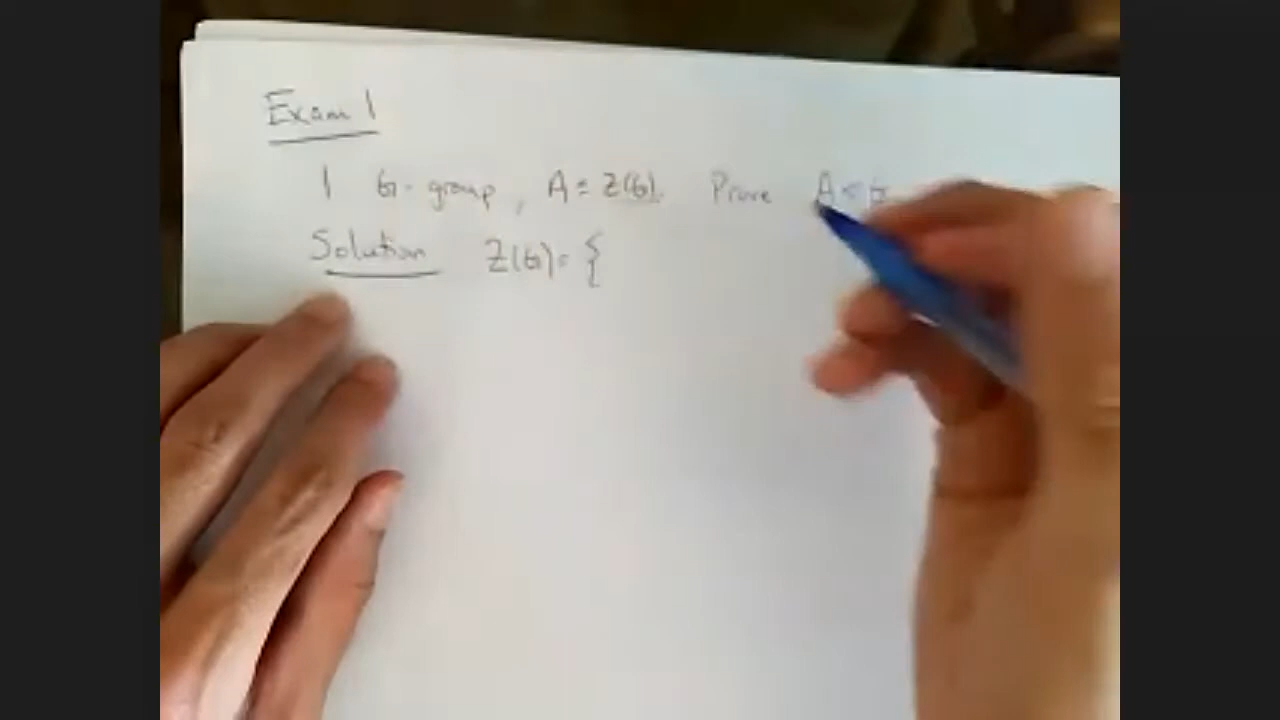 Exam 1
1 G - group, A = Z(G). Prove A < G
Solution Z(G) = {